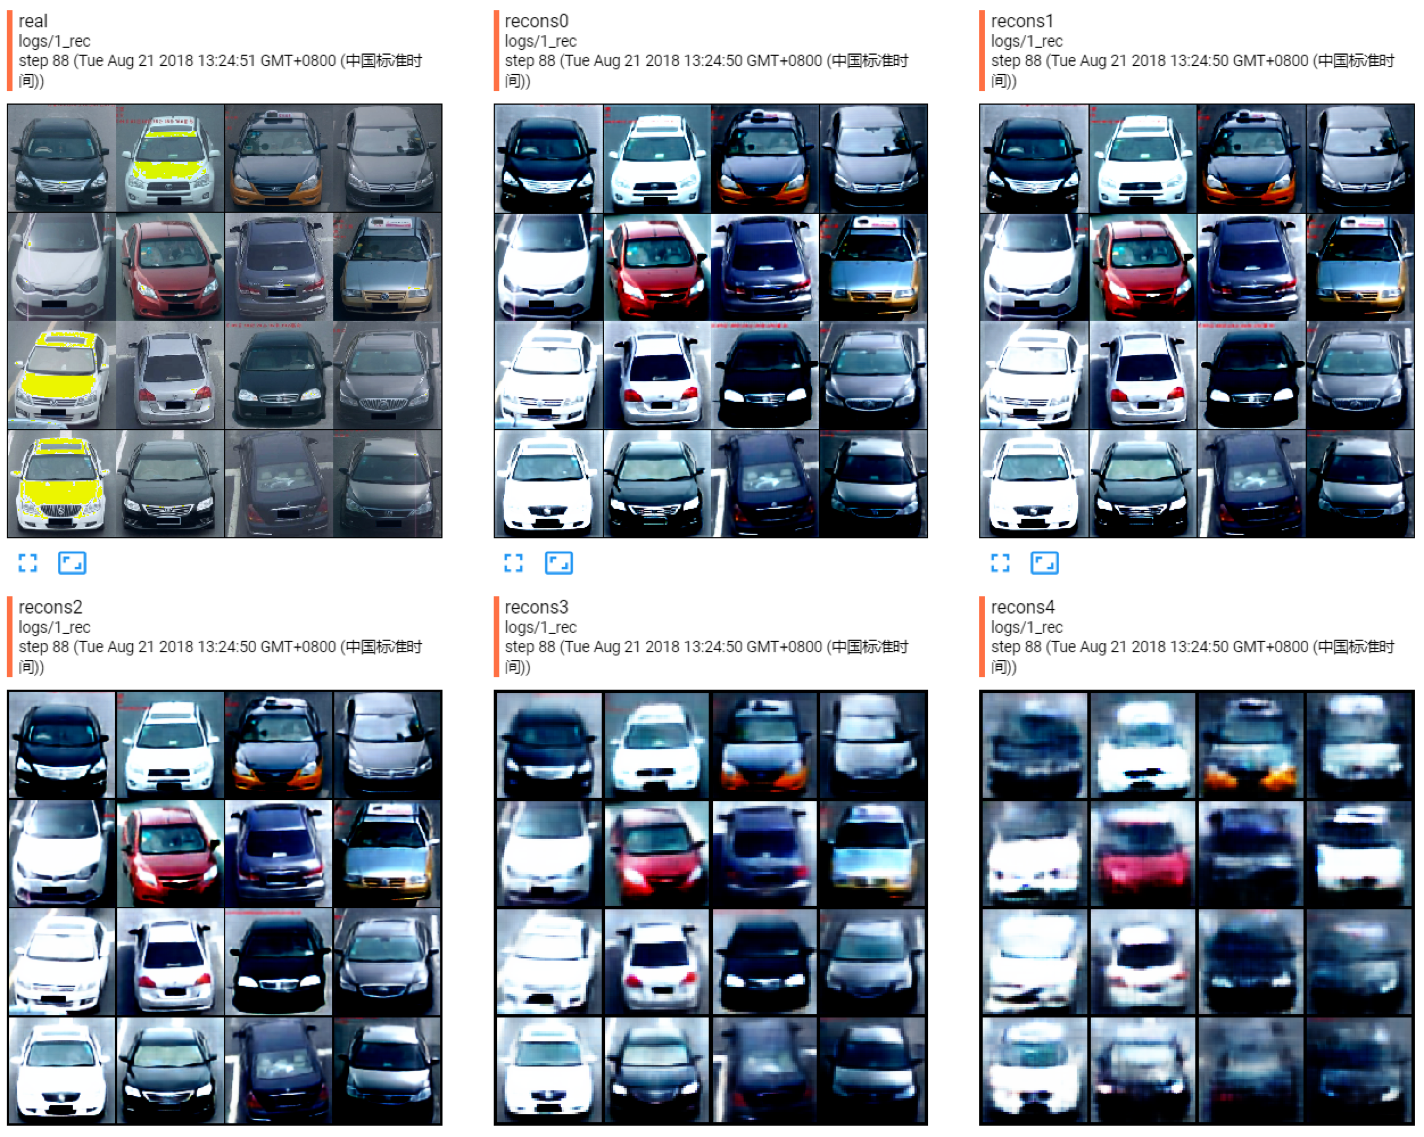 real
logs/1_rec
step 88 (Tue Aug 21 2018 13:24:51 GMT+0800 (中国标准时
间))
recons0
logs/1_rec
step 88 (Tue Aug 21 2018 13:24:50 GMT+0800 (中国标准时
间))
recons1
logs/1_rec
step 88 (Tue Aug 21 2018 13:24:50 GMT+0800 (中国标准时
间))
recons2
logs/1_rec
step 88 (Tue Aug 21 2018 13:24:50 GMT+0800 (中国标准时
间))
recons3
logs/1_rec
step 88 (Tue Aug 21 2018 13:24:50 GMT+0800 (中国标准时
间))
recons4
logs/1_rec
step 88 (Tue Aug 21 2018 13:24:50 GMT+0800 (中国标准时
间))